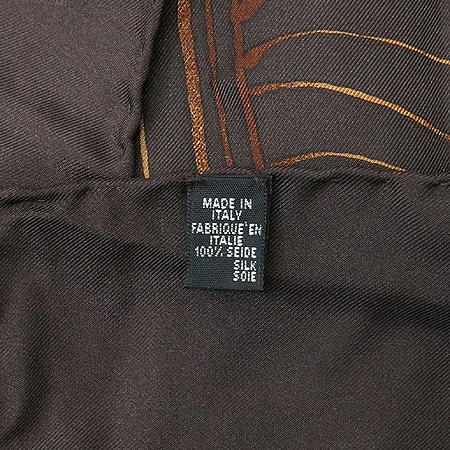 MADE IN
ITALY
FABRIQUE'EN
ITALIE
100% SEIDE
SILK
SOIE